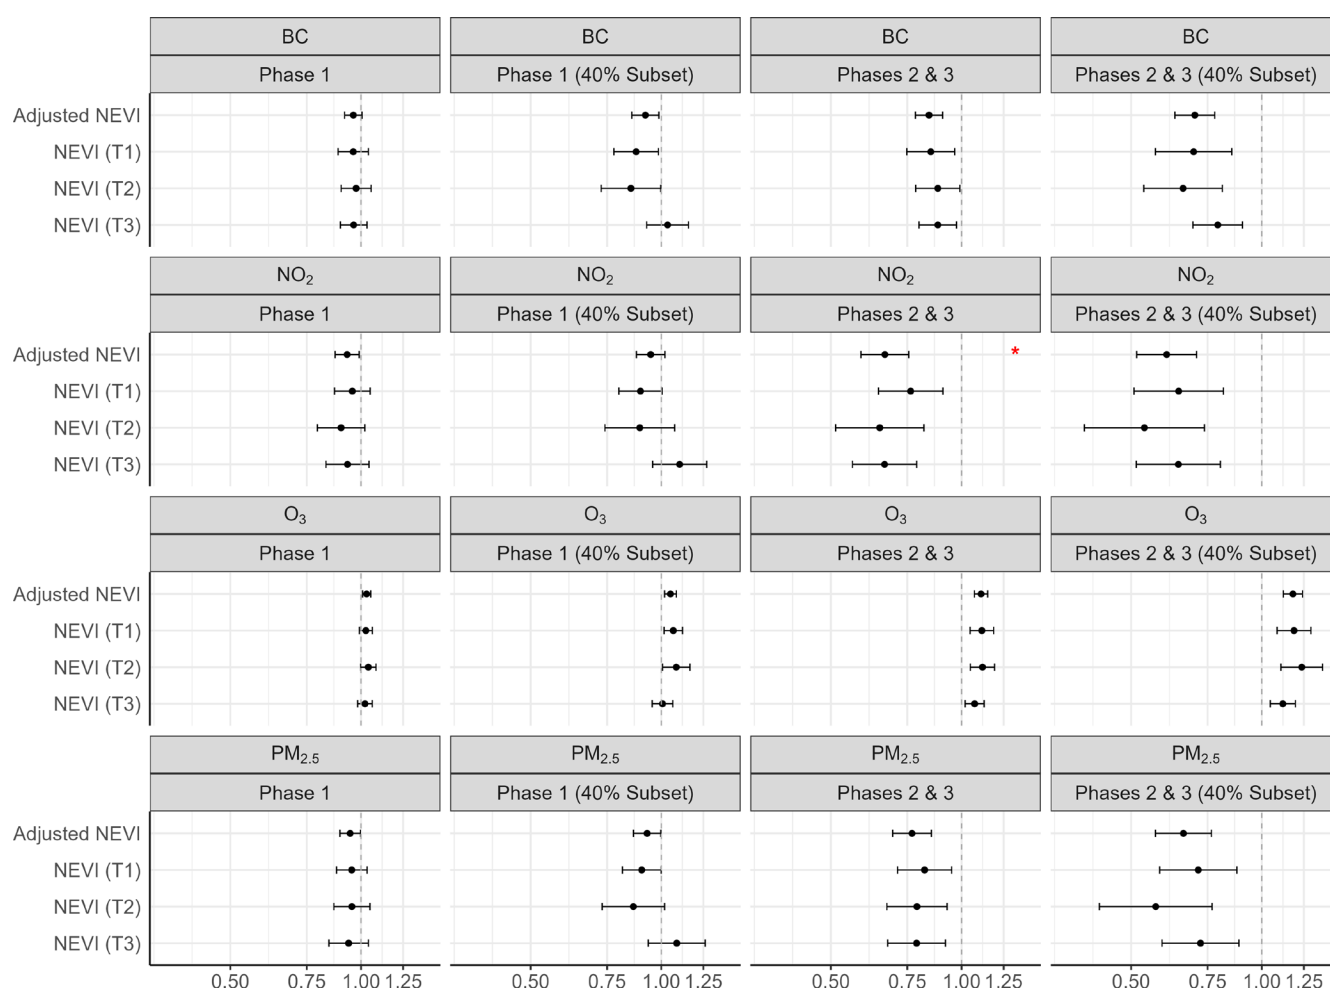 BC BC BC BC
Phase 1 Phase 1 (40% Subset) Phases 2 & 3 Phases 2 & 3 (40% Subset)
Adjusted NEVI
NEVI (T1)
NEVI (T2)
NEVI (T3)
NO₂ NO₂ NO₂ NO₂
Phase 1 Phase 1 (40% Subset) Phases 2 & 3 Phases 2 & 3 (40% Subset)
Adjusted NEVI *
NEVI (T1)
NEVI (T2)
NEVI (T3)
O₃ O₃ O₃ O₃
Phase 1 Phase 1 (40% Subset) Phases 2 & 3 Phases 2 & 3 (40% Subset)
Adjusted NEVI
NEVI (T1)
NEVI (T2)
NEVI (T3)
PM₂.₅ PM₂.₅ PM₂.₅ PM₂.₅
Phase 1 Phase 1 (40% Subset) Phases 2 & 3 Phases 2 & 3 (40% Subset)
Adjusted NEVI
NEVI (T1)
NEVI (T2)
NEVI (T3)
0.50 0.75 1.00 1.25 0.50 0.75 1.00 1.25 0.50 0.75 1.00 1.25 0.50 0.75 1.00 1.25